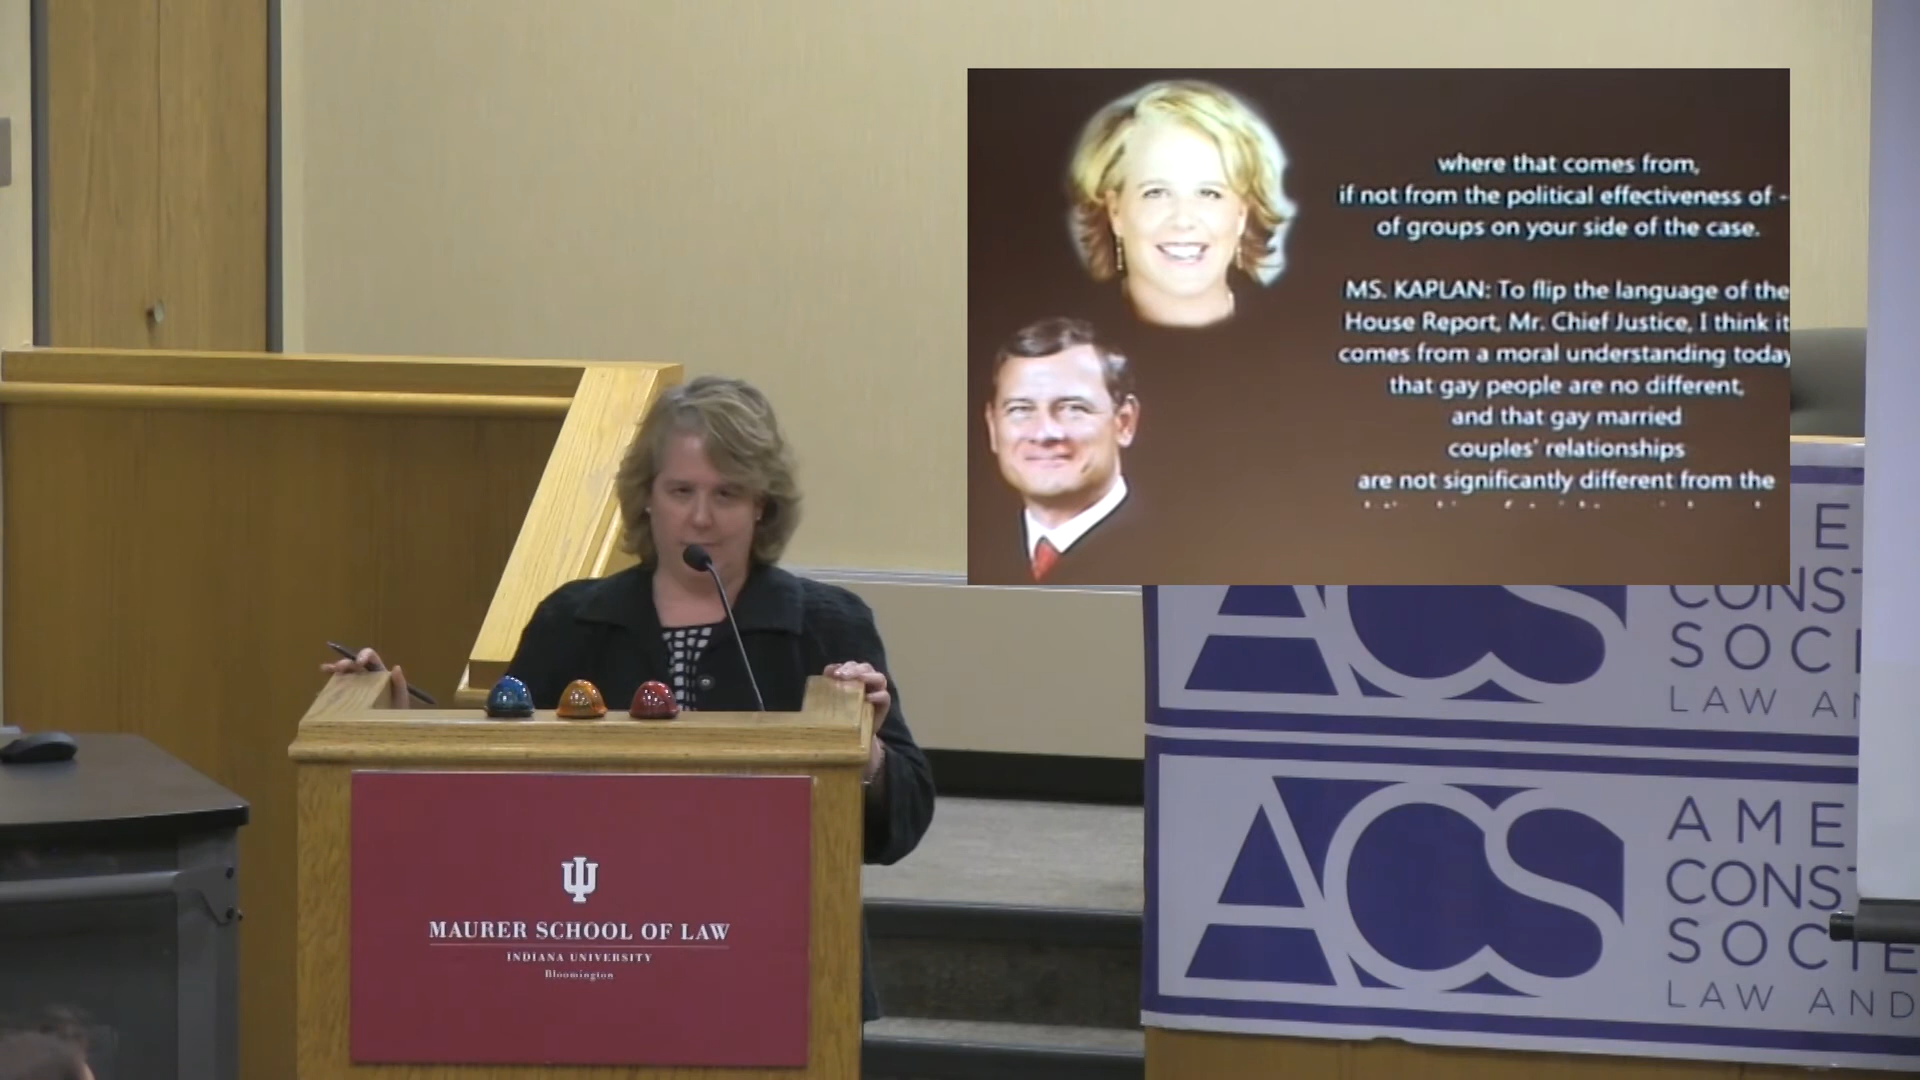 where that comes from,
if not from the political effectiveness of -
of groups on your side of the case.
MS. KAPLAN: To flip the language of the
House Report, Mr. Chief Justice, I think it
comes from a moral understanding today
that gay people are no different,
and that gay married
couples' relationships
are not significantly different from the
E
ACS
CONS
SOCI
LAW AN
ACS
AME
CONST
SOCIE
LAW AND
MAURER SCHOOL OF LAW
INDIANA UNIVERSITY
Bloomington